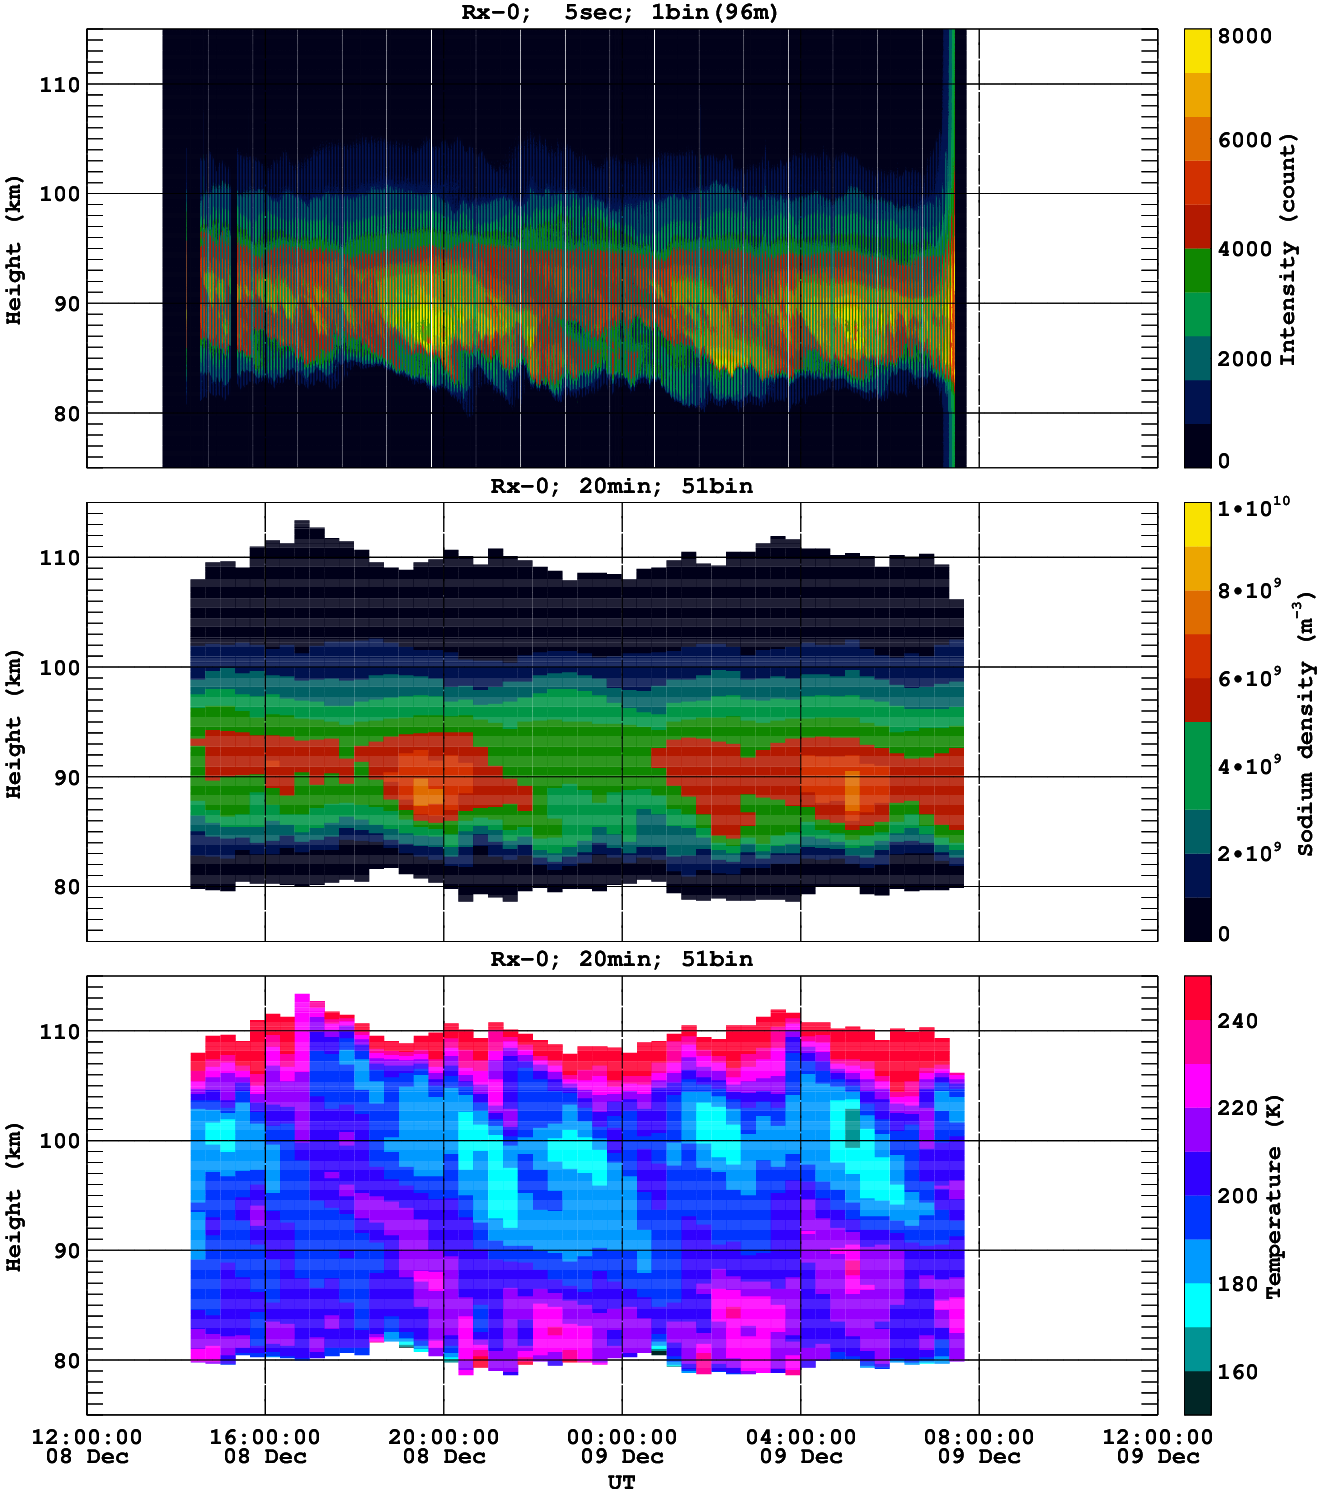 Rx-0; 5sec; 1bin(96m)
110
100
90
80
Height (km)
8000
6000
4000
2000
0
Intensity (count)
Rx-0; 20min; 51bin
110
100
90
80
Height (km)
1•10¹⁰
8•10⁹
6•10⁹
4•10⁹
2•10⁹
0
Sodium density (m⁻³)
Rx-0; 20min; 51bin
110
100
90
80
Height (km)
240
220
200
180
160
Temperature (K)
12:00:00 16:00:00 20:00:00 00:00:00 04:00:00 08:00:00 12:00:00
08 Dec 08 Dec 08 Dec 09 Dec 09 Dec 09 Dec 09 Dec
UT